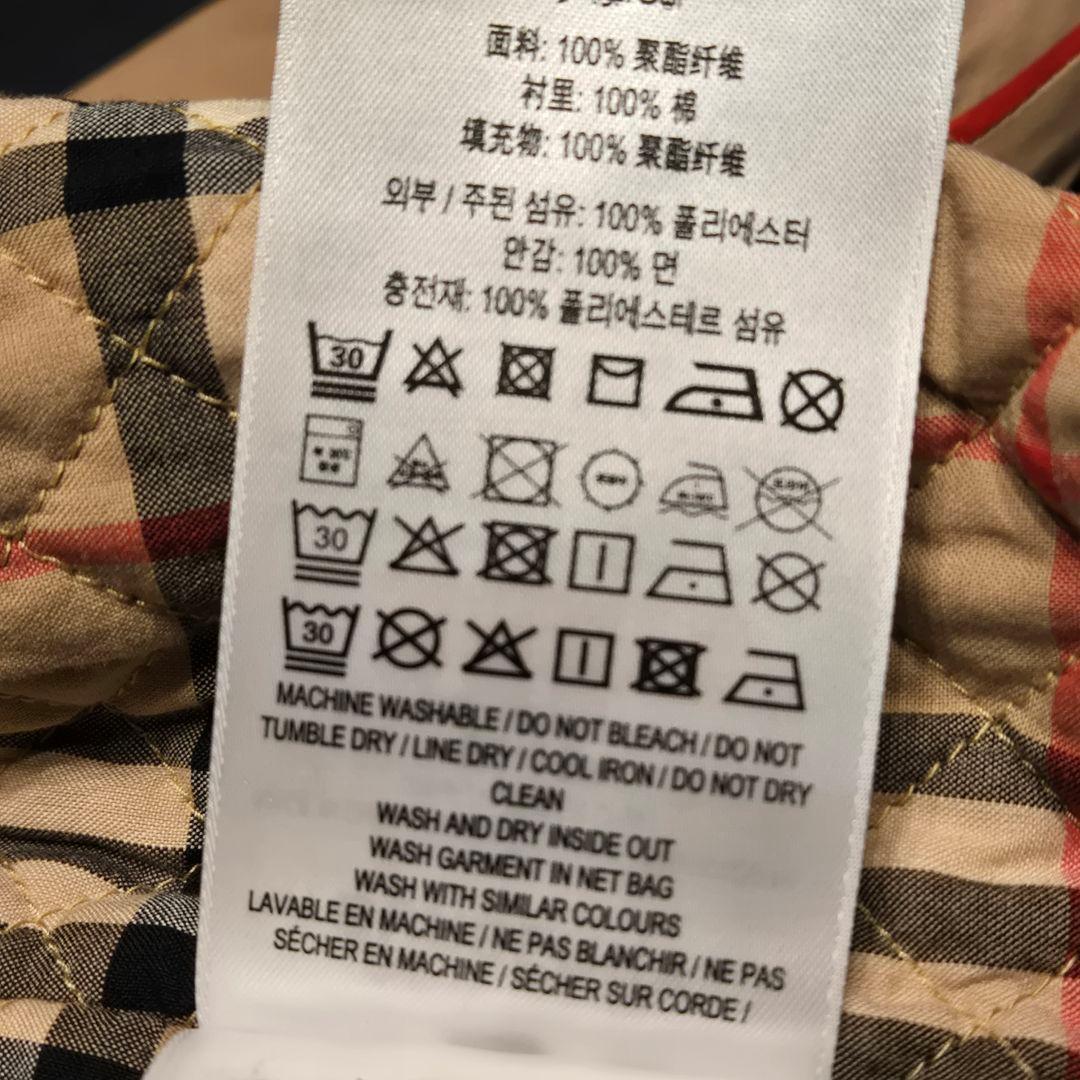 面料: 100% 聚酯纤维
衬里: 100% 棉
填充物: 100% 聚酯纤维
외부 / 주된 섬유: 100% 폴리에스터
안감: 100% 면
충전재: 100% 폴리에스테르 섬유
30
30
30
MACHINE WASHABLE / DO NOT BLEACH / DO NOT
TUMBLE DRY / LINE DRY / COOL IRON / DO NOT DRY
CLEAN
WASH AND DRY INSIDE OUT
WASH GARMENT IN NET BAG
WASH WITH SIMILAR COLOURS
LAVABLE EN MACHINE / NE PAS BLANCHIR / NE PAS
SÉCHER EN MACHINE / SÉCHER SUR CORDE /